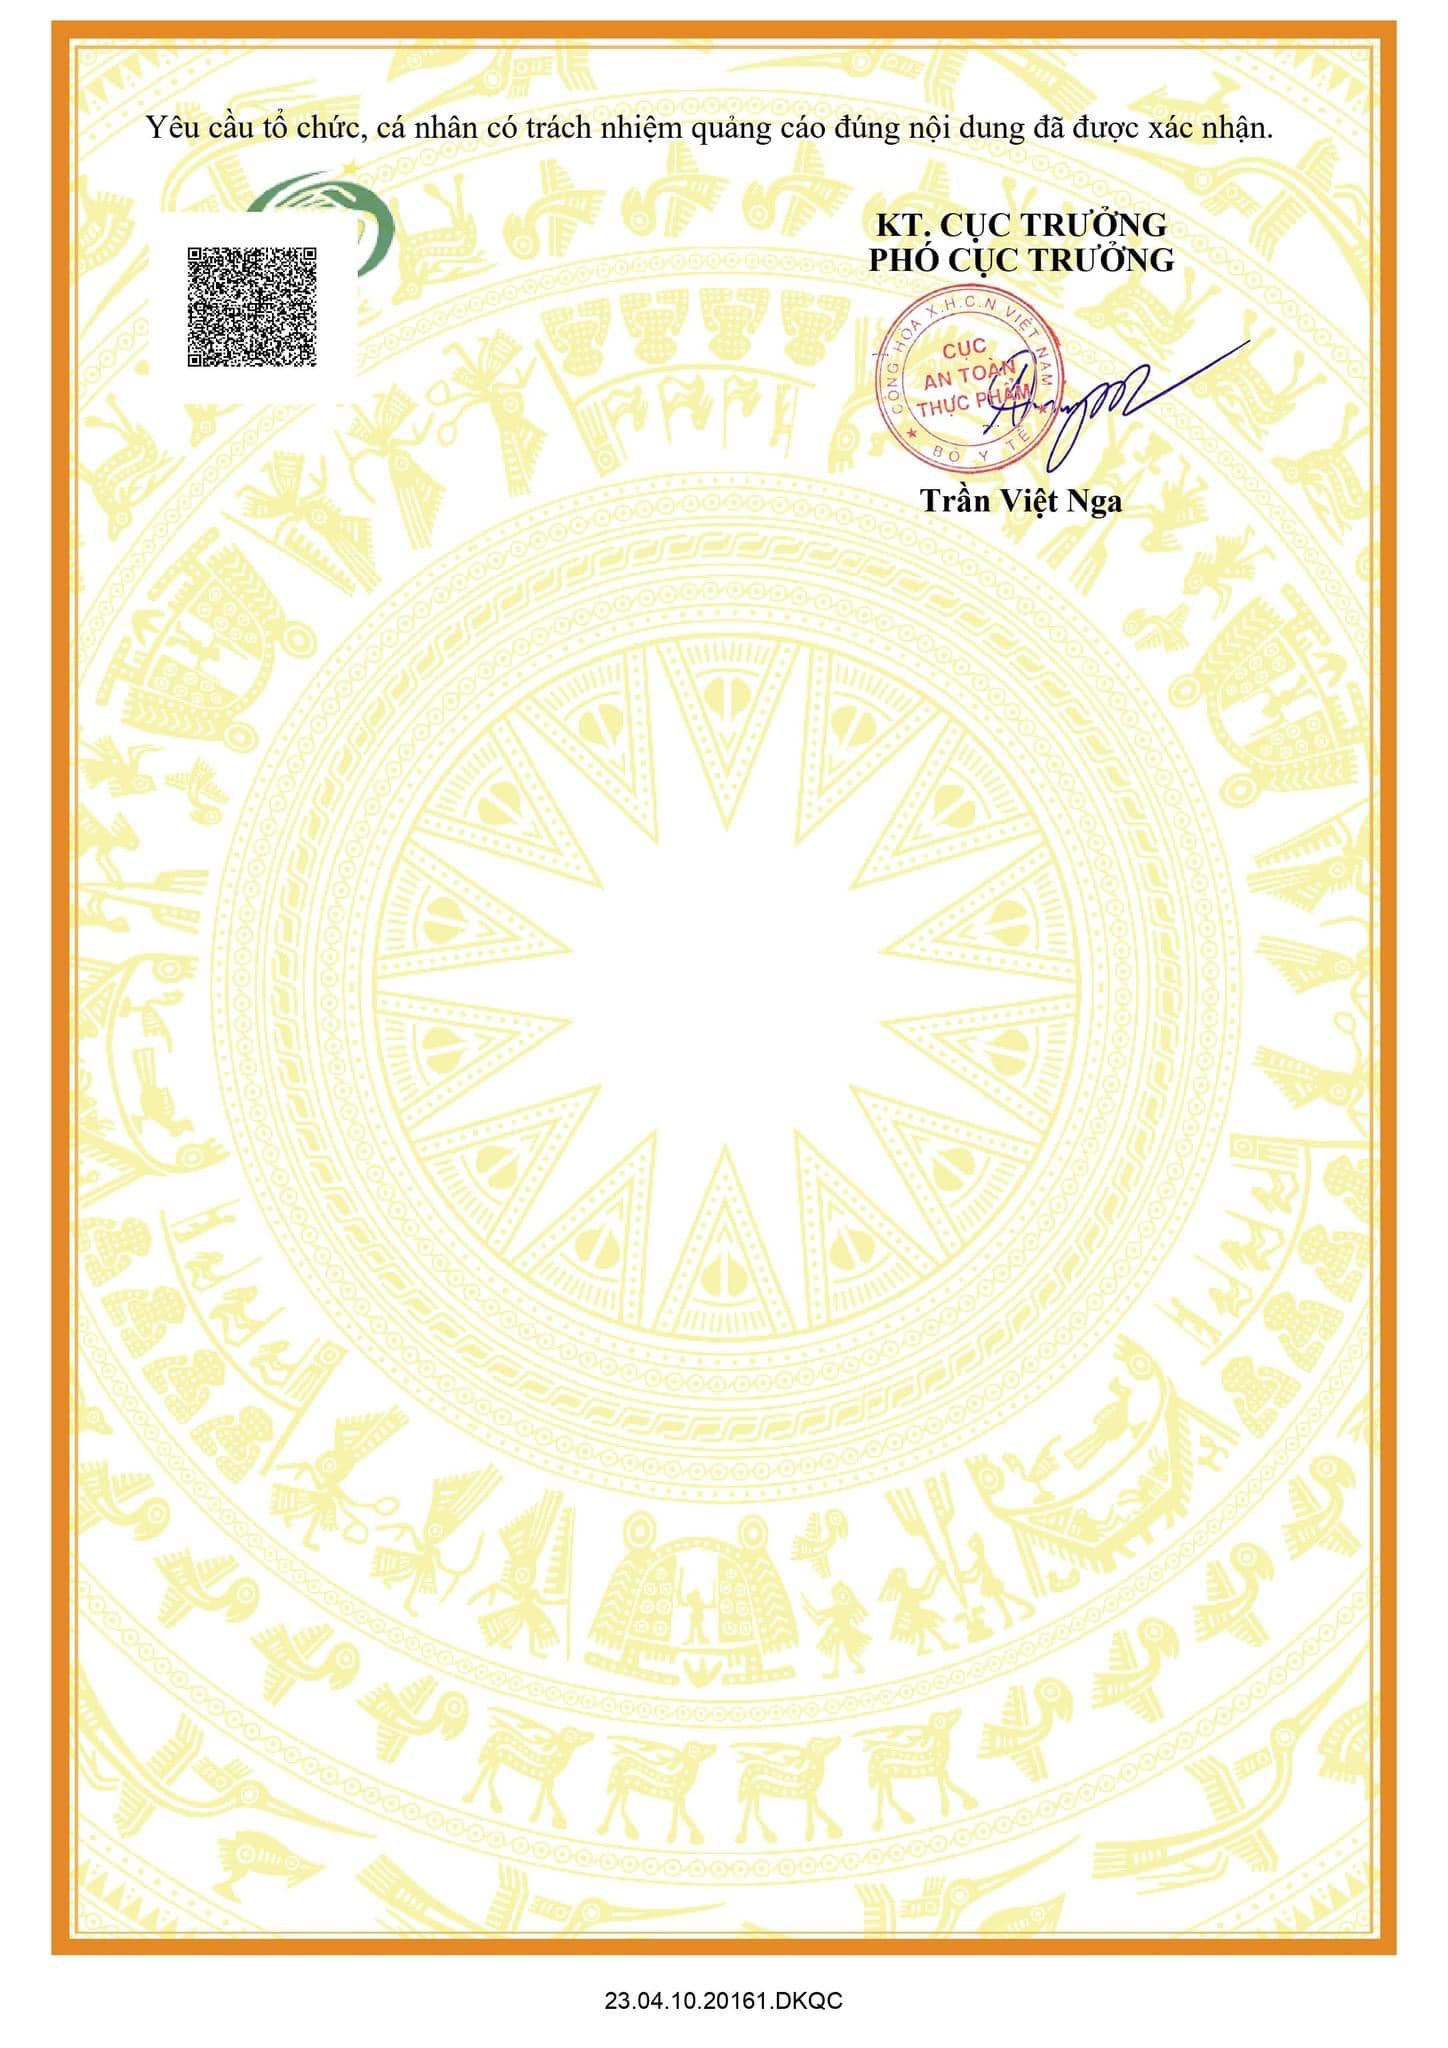 Yêu cầu tổ chức, cá nhân có trách nhiệm quảng cáo đúng nội dung đã được xác nhận.
KT. CỤC TRƯỞNG
PHÓ CỤC TRƯỞNG
CỘNG HÒA X.H.C.N VIỆT NAM
CỤC
AN TOÀN
THỰC PHẨM
BỘ Y TẾ
Trần Việt Nga
23.04.10.20161.DKQC